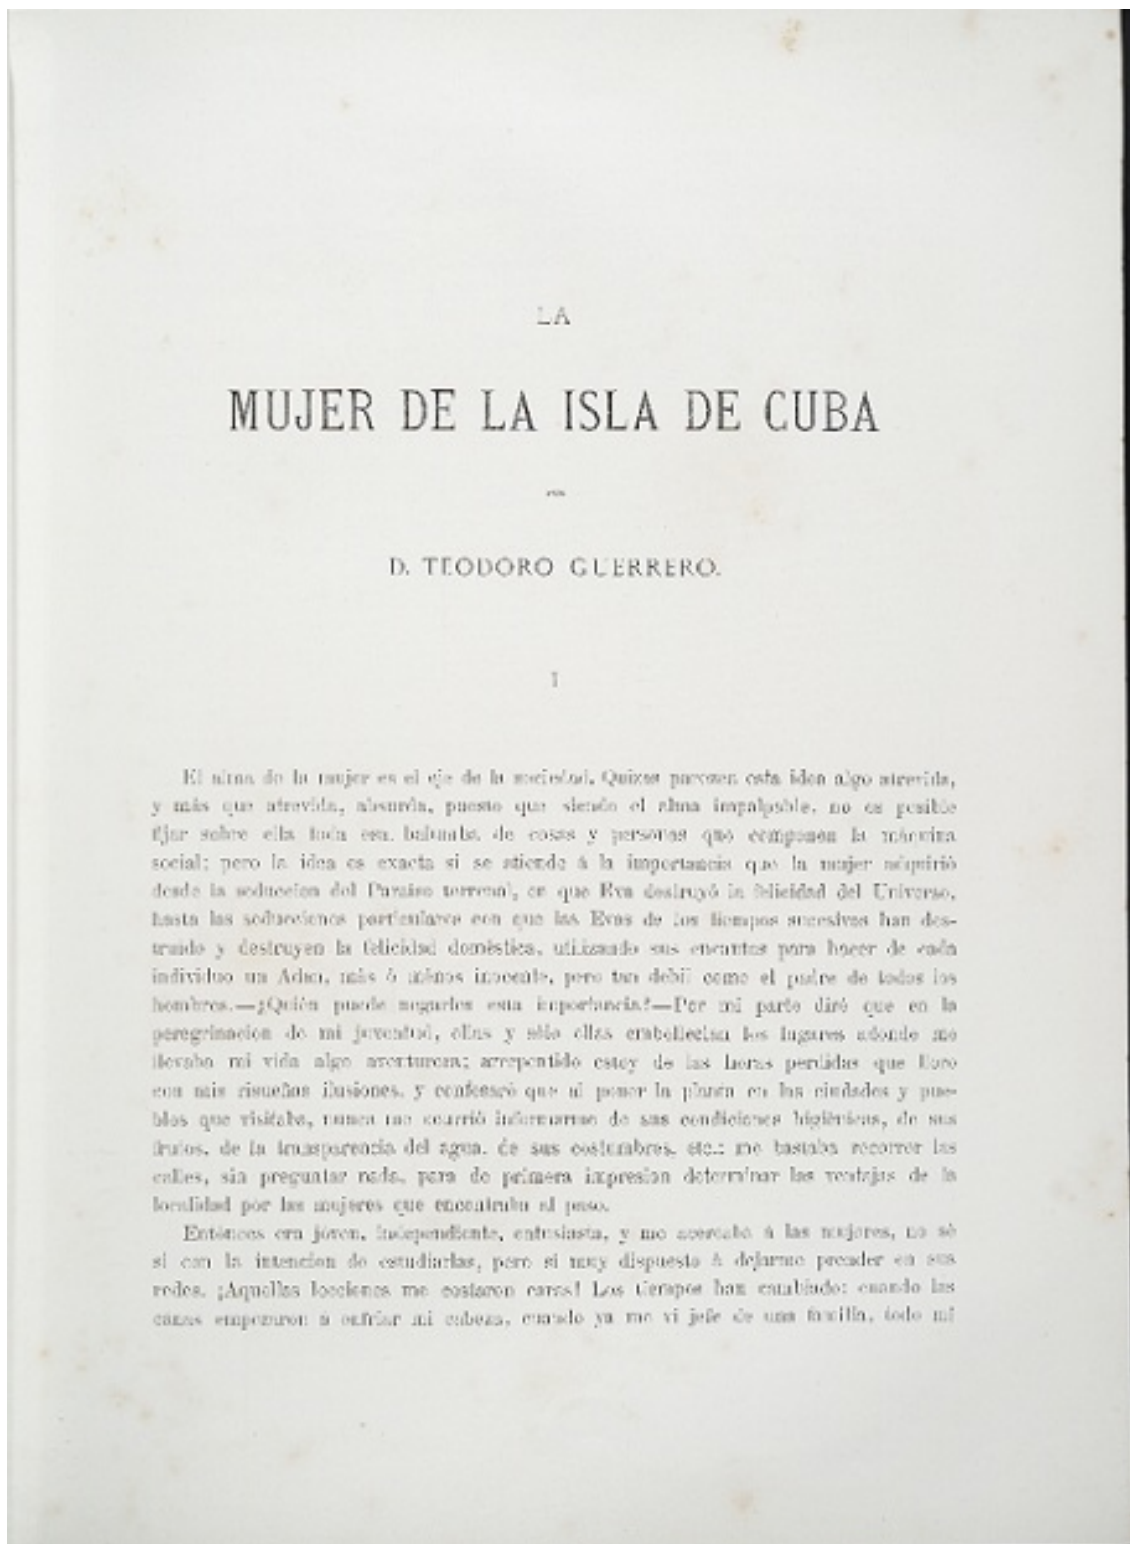 LA
MUJER DE LA ISLA DE CUBA
POR
D. TEODORO GUERRERO.
I
El alma de la mujer es el eje de la sociedad. Quizas parezca esta idea algo atrevida,
y más que atrevida, absurda, puesto que siendo el alma impalpable, no es posible
fijar sobre ella toda esa balumba de cosas y personas que componen la máquina
social; pero la idea es exacta si se atiende á la importancia que la mujer adquirió
desde la seduccion del Paraiso terrenal, en que Eva destruyó la felicidad del Universo,
hasta las seducciones particulares con que las Evas de los tiempos sucesivos han des-
truido y destruyen la felicidad doméstica, utilizando sus encantos para hacer de cada
individuo un Adan, más ó ménos inocente, pero tan debil como el padre de todos los
hombres.—¿Quién puede negarles esta importancia?—Por mi parte diré que en la
peregrinacion de mi juventud, ellas y sólo ellas embellecian los lugares adonde me
llevaba mi vida algo aventurera; arrepentido estoy de las horas perdidas que lloro
con mis risueñas ilusiones, y confesaré que al poner la planta en las ciudades y pue-
blos que visitaba, nunca me ocurrió informarme de sus condiciones higiénicas, de sus
frutos, de la transparencia del agua, de sus costumbres, etc.: me bastaba recorrer las
calles, sin preguntar nada, para de primera impresion determinar las ventajas de la
localidad por las mujeres que encontraba al paso.
Entónces era jóven, independiente, entusiasta, y me acercaba á las mujeres, no sé
si con la intencion de estudiarlas, pero si muy dispuesto á dejarme prender en sus
redes. ¡Aquellas lecciones me costaron caras! Los tiempos han cambiado: cuando las
canas empezaron á enfriar mi cabeza, cuando ya me vi jefe de una familia, todo mi